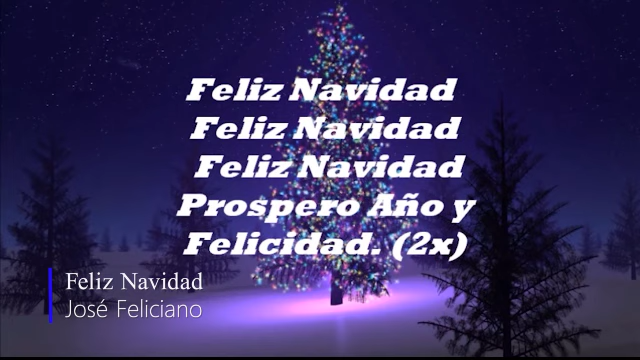 Feliz Navidad
Feliz Navidad
Feliz Navidad
Prospero Año y
Felicidad. (2x)
Feliz Navidad
José Feliciano